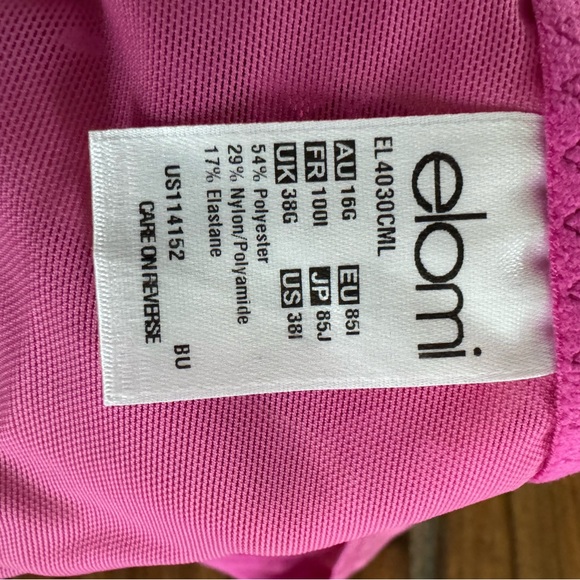 elomi
EL4030CML
AU 16G EU 85I
FR 100I JP 85J
UK 38G US 38I
54% Polyester
29% Nylon/Polyamide
17% Elastane
US114152 BU
CARE ON REVERSE